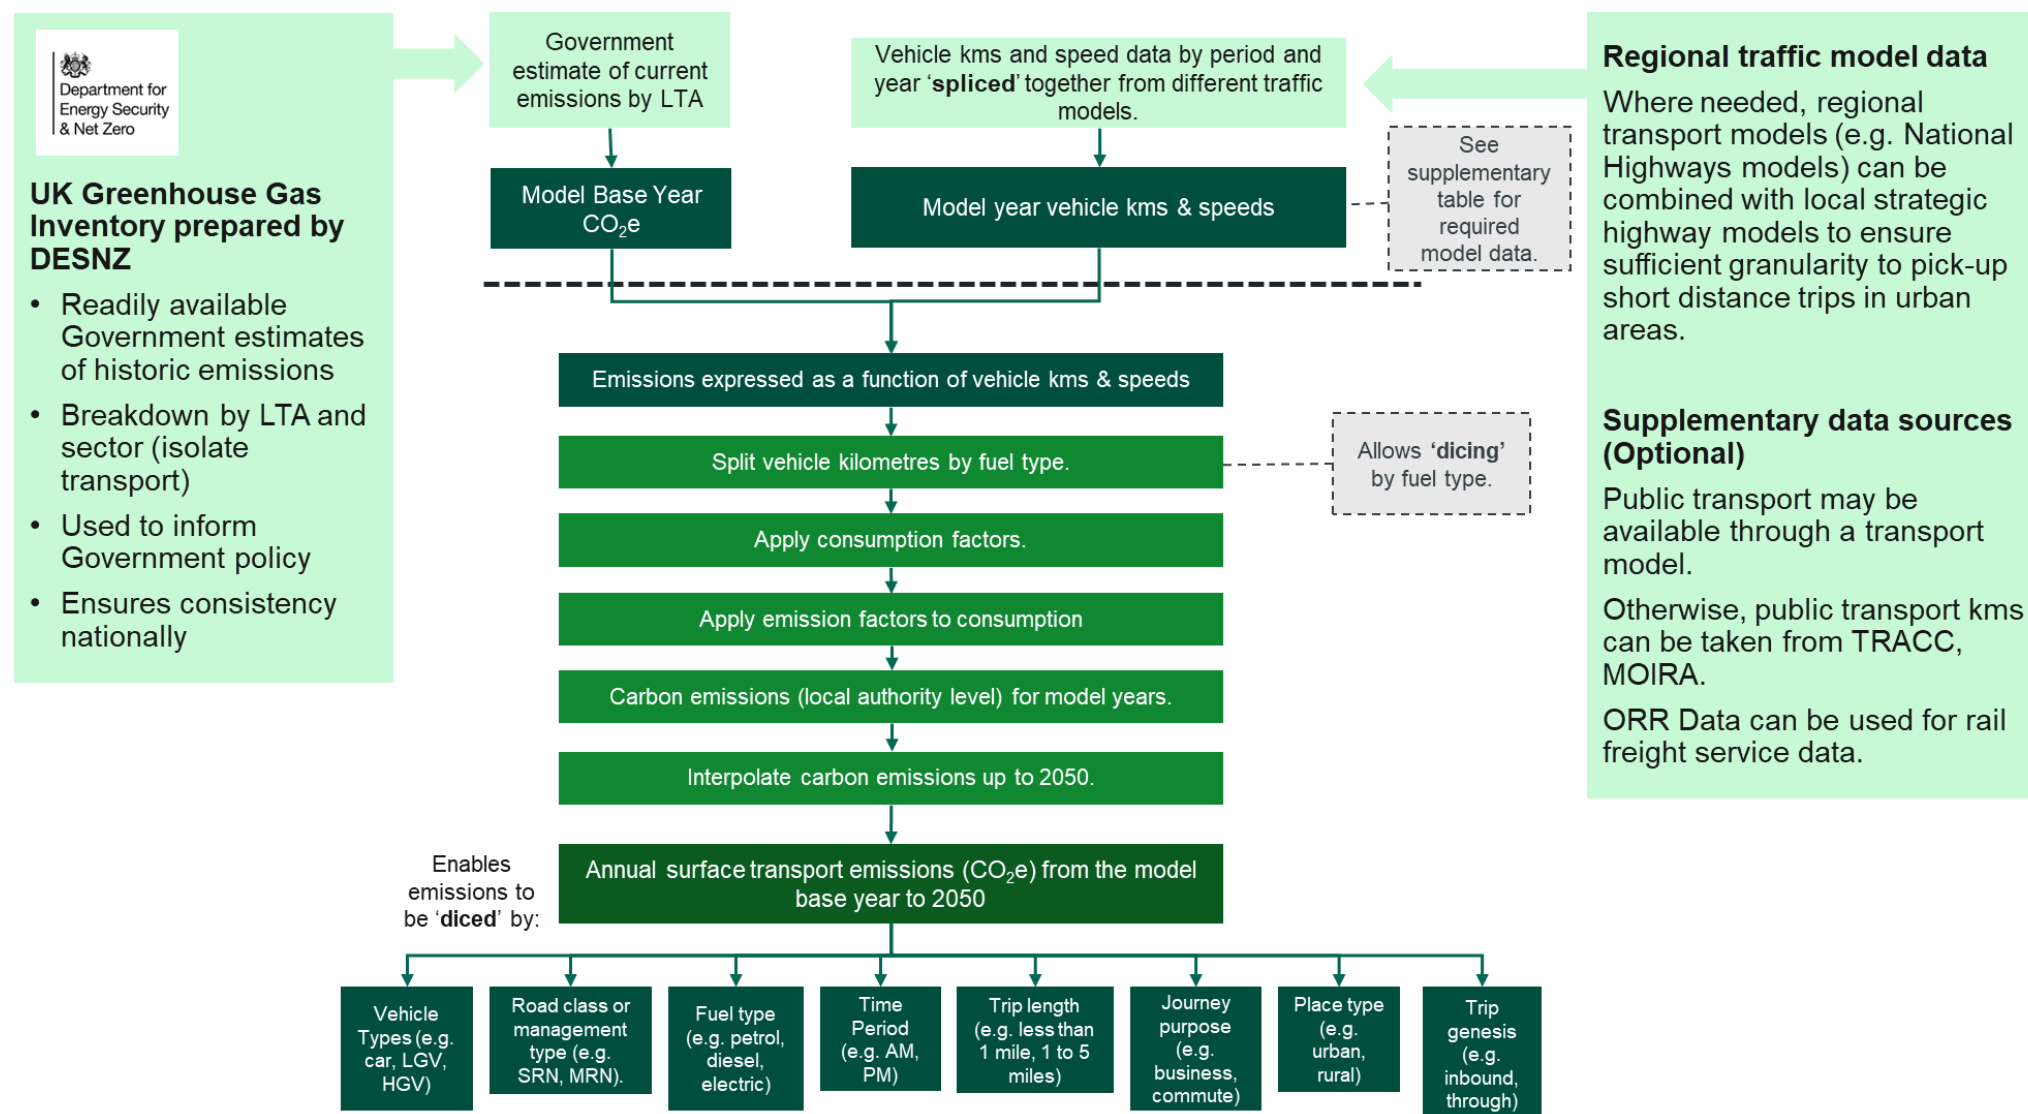 Department for
Energy Security
& Net Zero
UK Greenhouse Gas
Inventory prepared by
DESNZ
• Readily available
Government estimates
of historic emissions
• Breakdown by LTA and
sector (isolate
transport)
• Used to inform
Government policy
• Ensures consistency
nationally
Government
estimate of current
emissions by LTA
Vehicle kms and speed data by period and
year ‘spliced’ together from different traffic
models.
Model Base Year
CO₂e
Model year vehicle kms & speeds
See
supplementary
table for
required
model data.
Emissions expressed as a function of vehicle kms & speeds
Split vehicle kilometres by fuel type.
Allows ‘dicing’
by fuel type.
Apply consumption factors.
Apply emission factors to consumption
Carbon emissions (local authority level) for model years.
Interpolate carbon emissions up to 2050.
Enables
emissions to
be ‘diced’ by:
Annual surface transport emissions (CO₂e) from the model
base year to 2050
Vehicle
Types (e.g.
car, LGV,
HGV)
Road class or
management
type (e.g.
SRN, MRN).
Fuel type
(e.g. petrol,
diesel,
electric)
Time
Period
(e.g. AM,
PM)
Trip length
(e.g. less than
1 mile, 1 to 5
miles)
Journey
purpose
(e.g.
business,
commute)
Place type
(e.g.
urban,
rural)
Trip
genesis
(e.g.
inbound,
through)
Regional traffic model data
Where needed, regional
transport models (e.g. National
Highways models) can be
combined with local strategic
highway models to ensure
sufficient granularity to pick-up
short distance trips in urban
areas.
Supplementary data sources
(Optional)
Public transport may be
available through a transport
model.
Otherwise, public transport kms
can be taken from TRACC,
MOIRA.
ORR Data can be used for rail
freight service data.